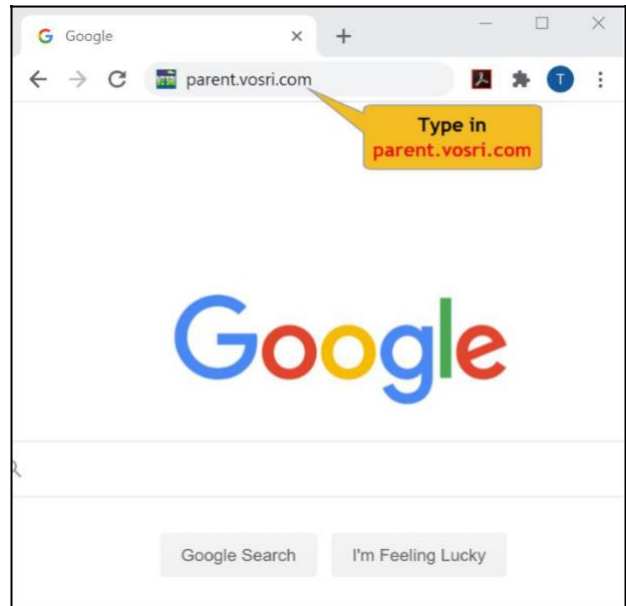 Google
parent.vosri.com
T
Type in
parent.vosri.com
Google
Google Search
I'm Feeling Lucky